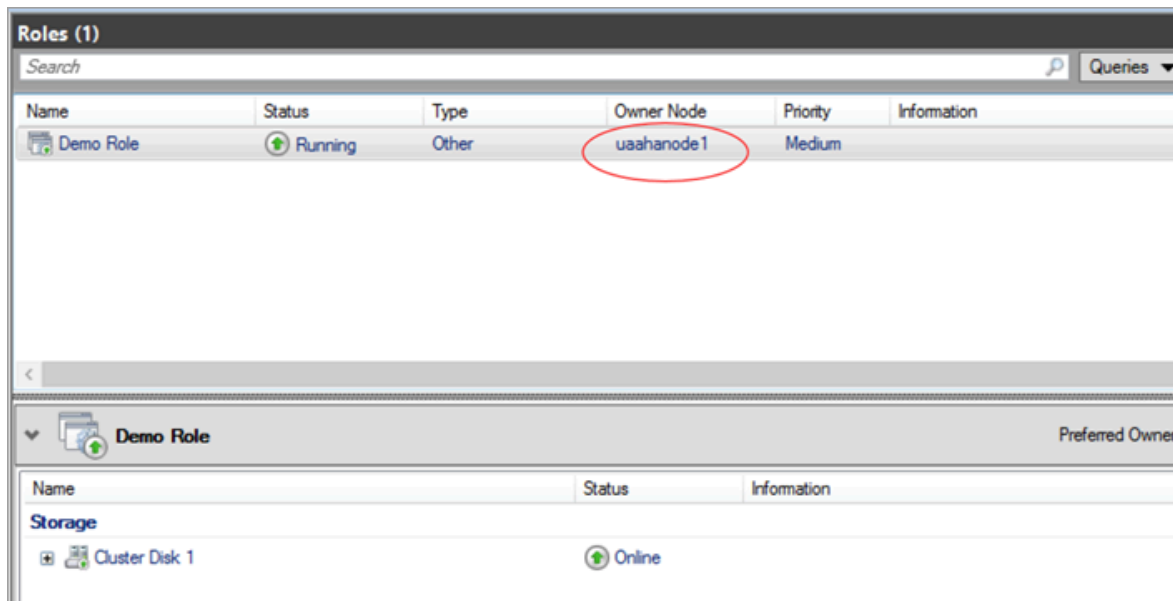 Roles (1)
Search Queries
Name Status Type Owner Node Priority Information
Demo Role Running Other uaahanode1 Medium
Demo Role Preferred Owner
Name Status Information
Storage
Cluster Disk 1 Online